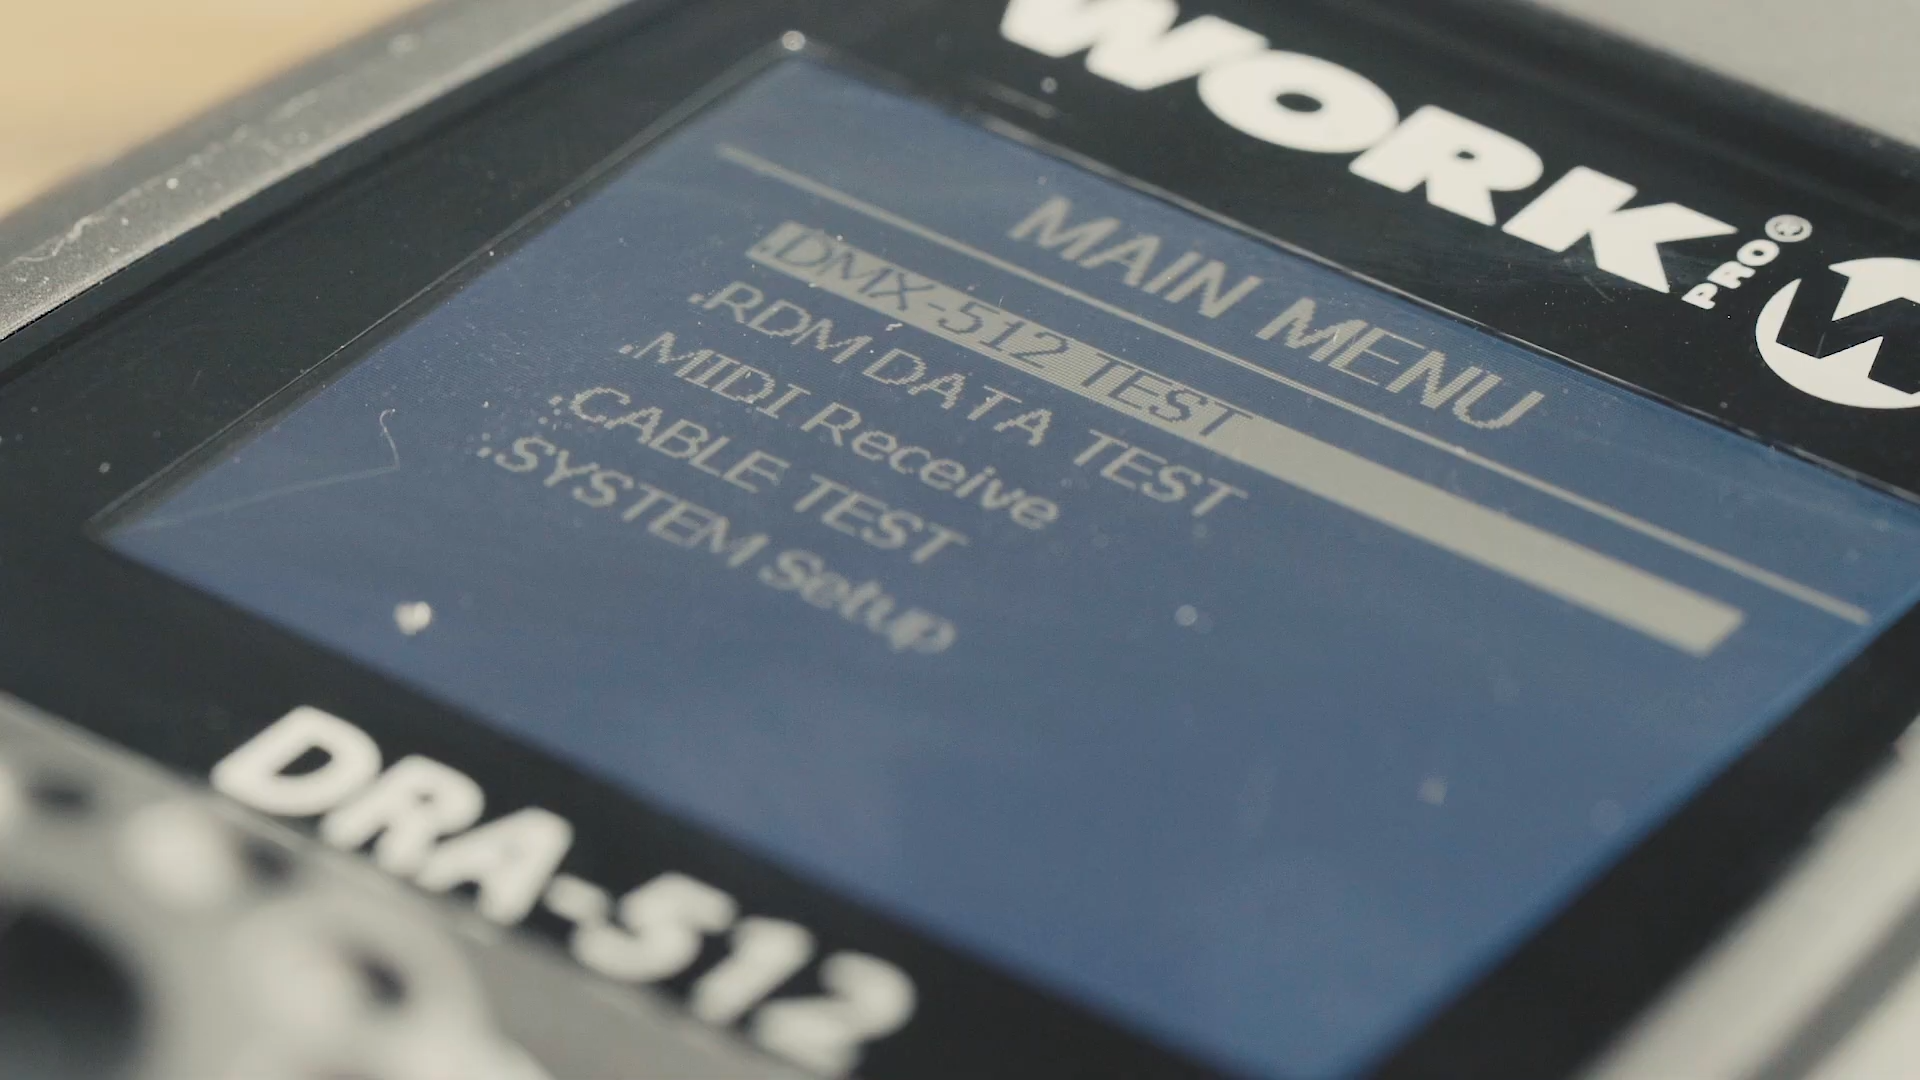 WORK
PRO®
MAIN MENU
.DMX-512 TEST
.RDM DATA TEST
.MIDI Receive
.CABLE TEST
.SYSTEM Setup
DRA-512